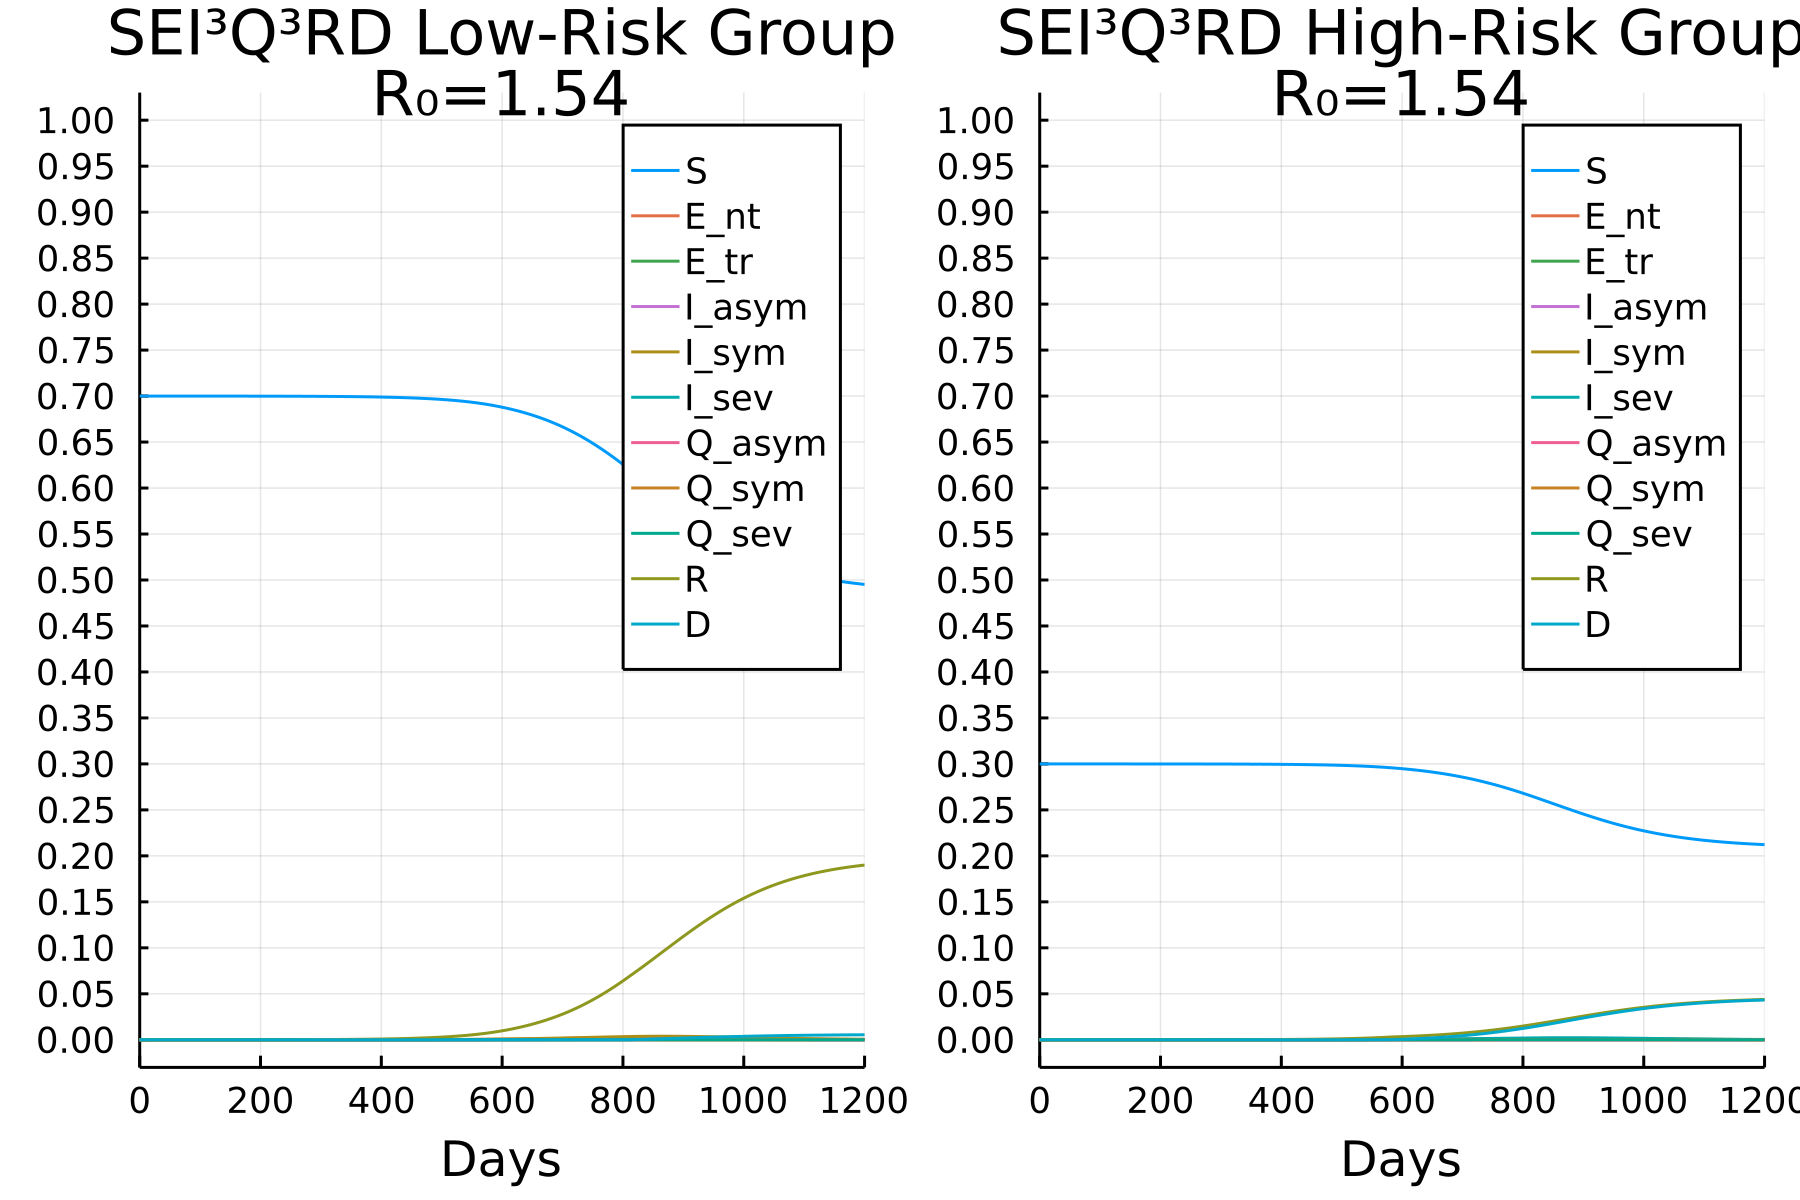 SEI³Q³RD Low-Risk Group
R₀=1.54
1.00
0.95
0.90
0.85
0.80
0.75
0.70
0.65
0.60
0.55
0.50
0.45
0.40
0.35
0.30
0.25
0.20
0.15
0.10
0.05
0.00
S
E_nt
E_tr
I_asym
I_sym
I_sev
Q_asym
Q_sym
Q_sev
R
D
0 200 400 600 800 1000 1200
Days
SEI³Q³RD High-Risk Group
R₀=1.54
1.00
0.95
0.90
0.85
0.80
0.75
0.70
0.65
0.60
0.55
0.50
0.45
0.40
0.35
0.30
0.25
0.20
0.15
0.10
0.05
0.00
S
E_nt
E_tr
I_asym
I_sym
I_sev
Q_asym
Q_sym
Q_sev
R
D
0 200 400 600 800 1000 1200
Days